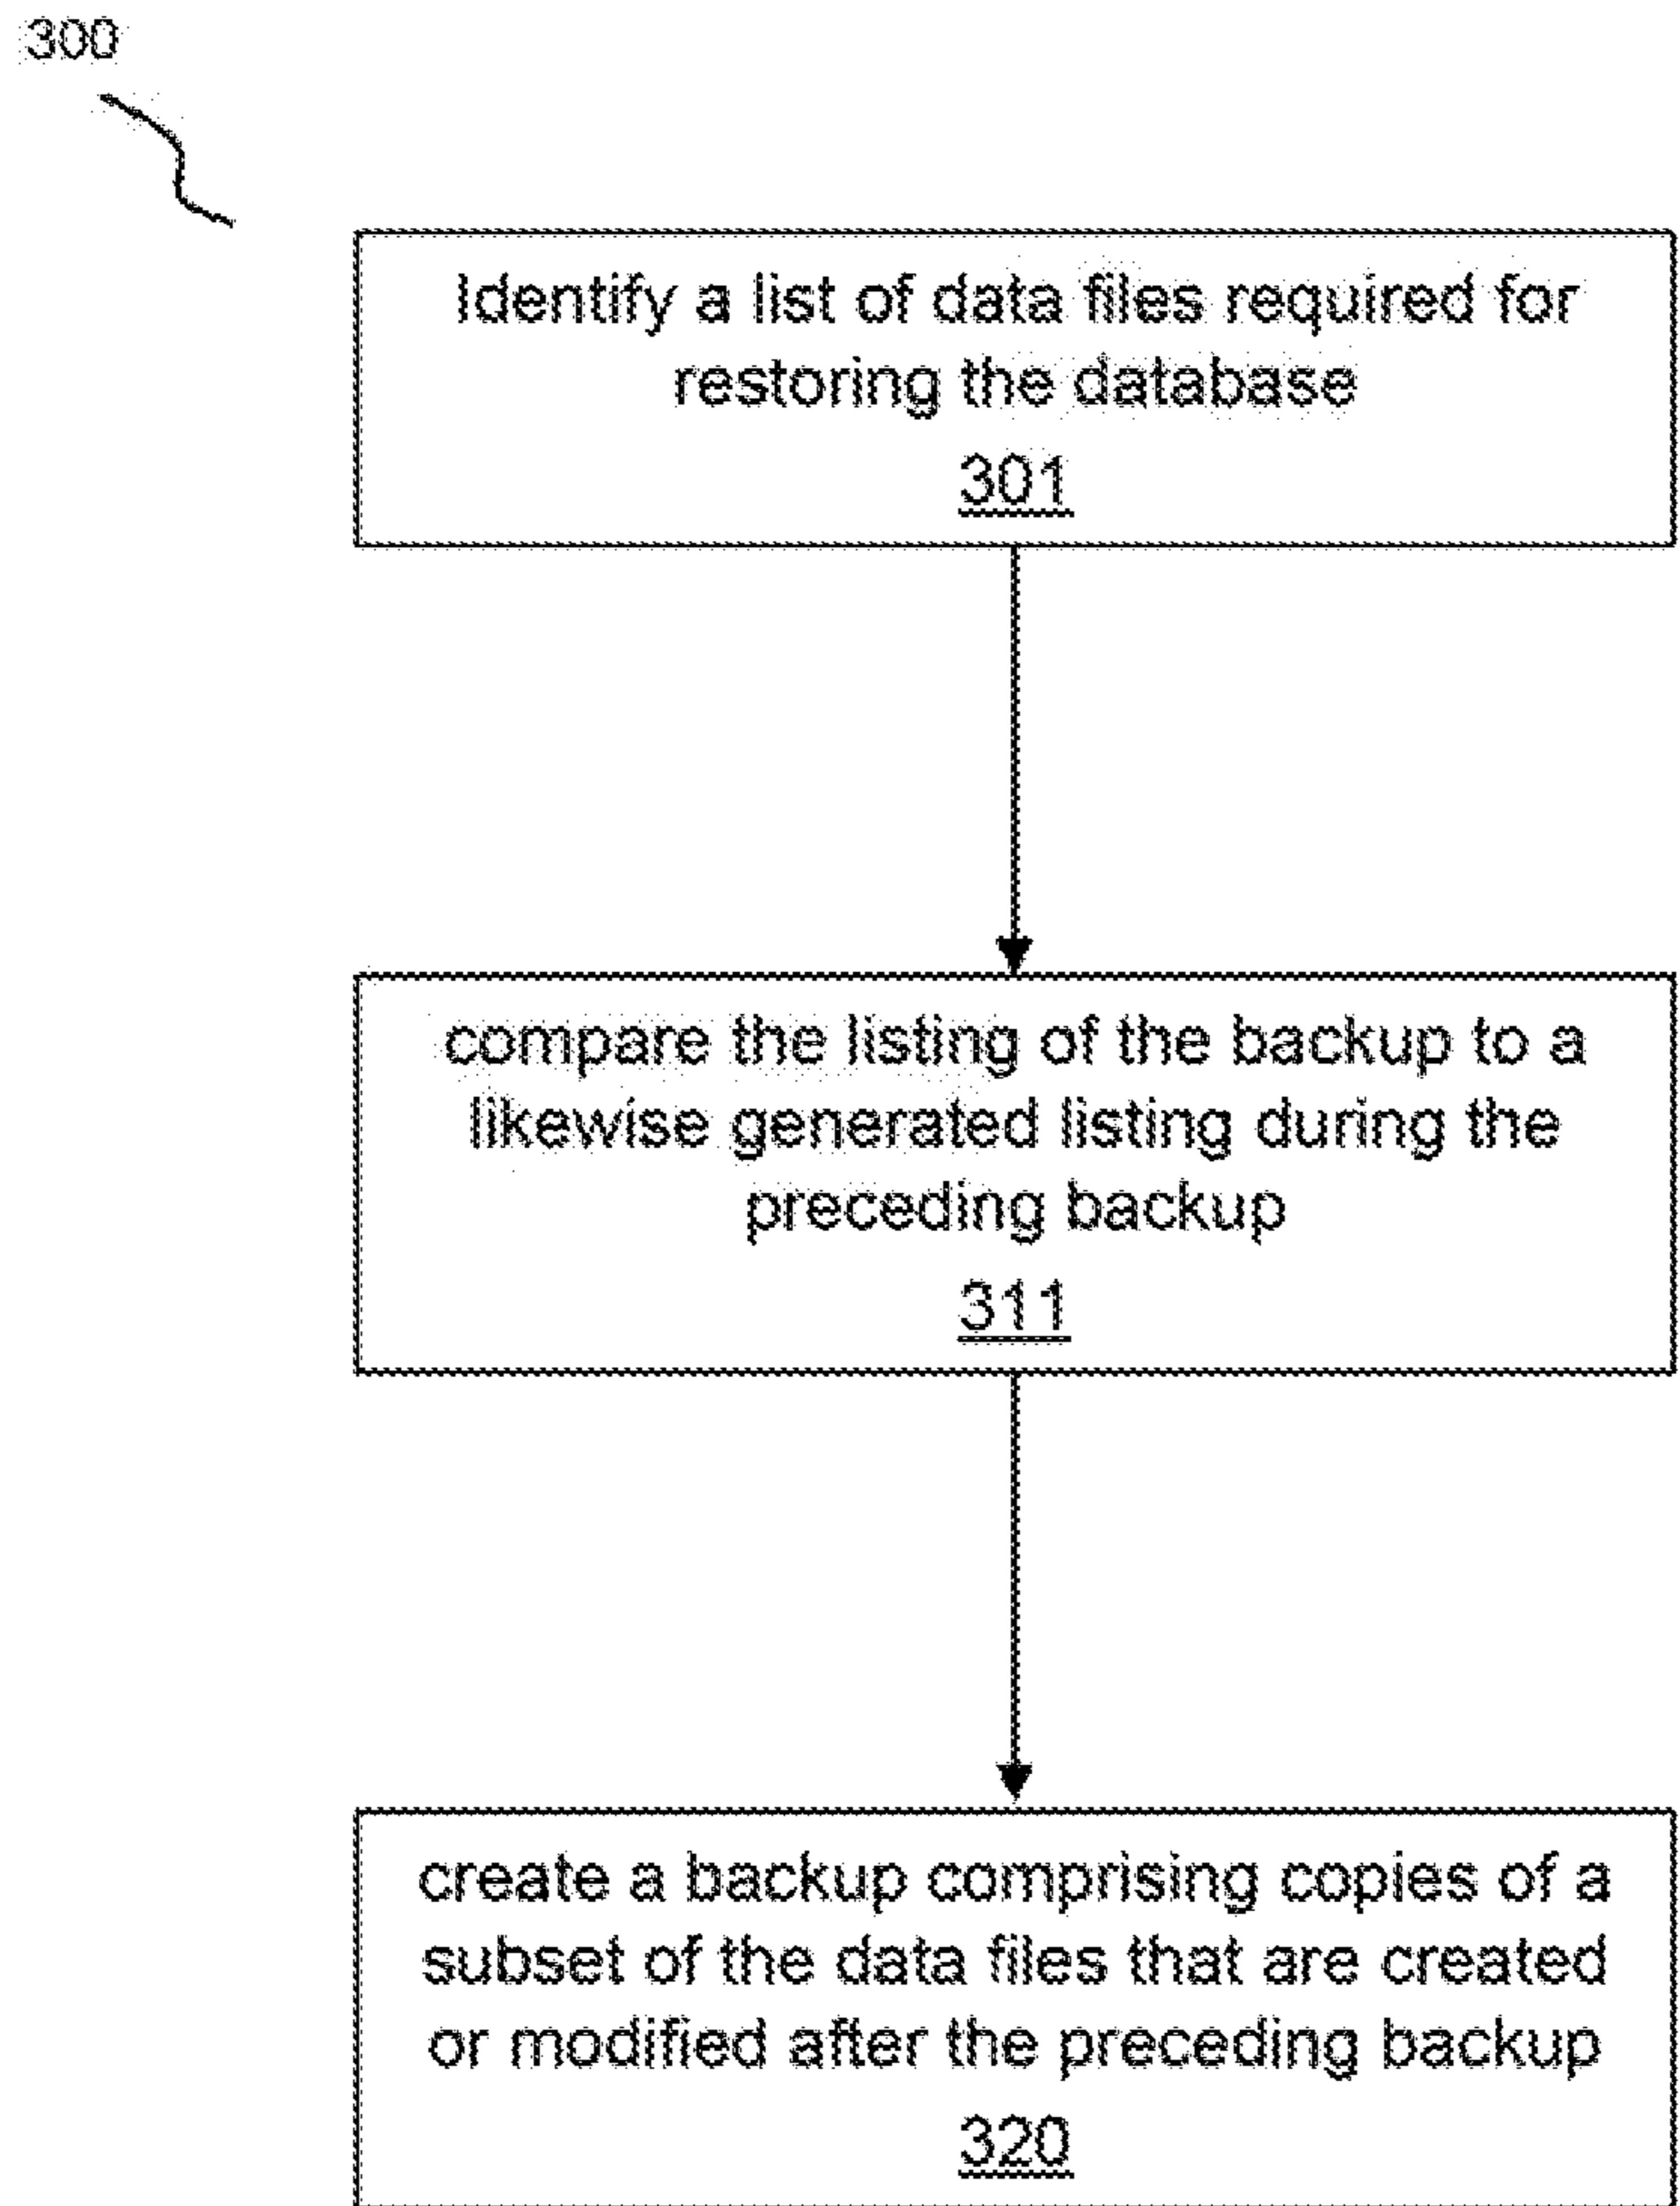 300
Identify a list of data files required for
restoring the database
301
compare the listing of the backup to a
likewise generated listing during the
preceding backup
311
create a backup comprising copies of a
subset of the data files that are created
or modified after the preceding backup
320